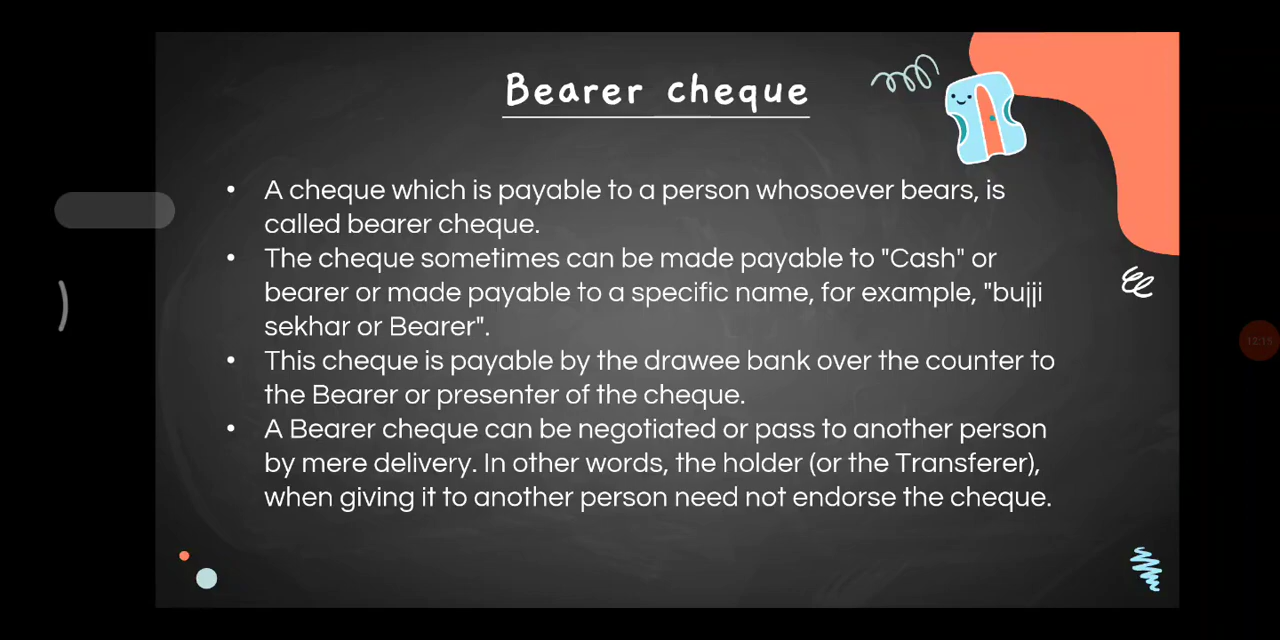 Bearer cheque
• A cheque which is payable to a person whosoever bears, is
called bearer cheque.
• The cheque sometimes can be made payable to "Cash" or
bearer or made payable to a specific name, for example, "bujji
sekhar or Bearer".
• This cheque is payable by the drawee bank over the counter to
the Bearer or presenter of the cheque.
• A Bearer cheque can be negotiated or pass to another person
by mere delivery. In other words, the holder (or the Transferer),
when giving it to another person need not endorse the cheque.
12:15